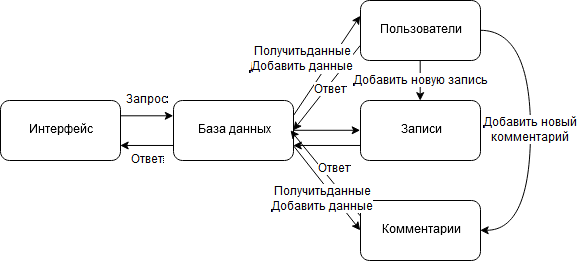 Пользователи
Получитьданные
Добавить данные
Ответ
Добавить новую запись
Запрос
Интерфейс
База данных
Записи
Добавить новый
комментарий
Ответ
Ответ
Получитьданные
Добавить данные
Комментарии